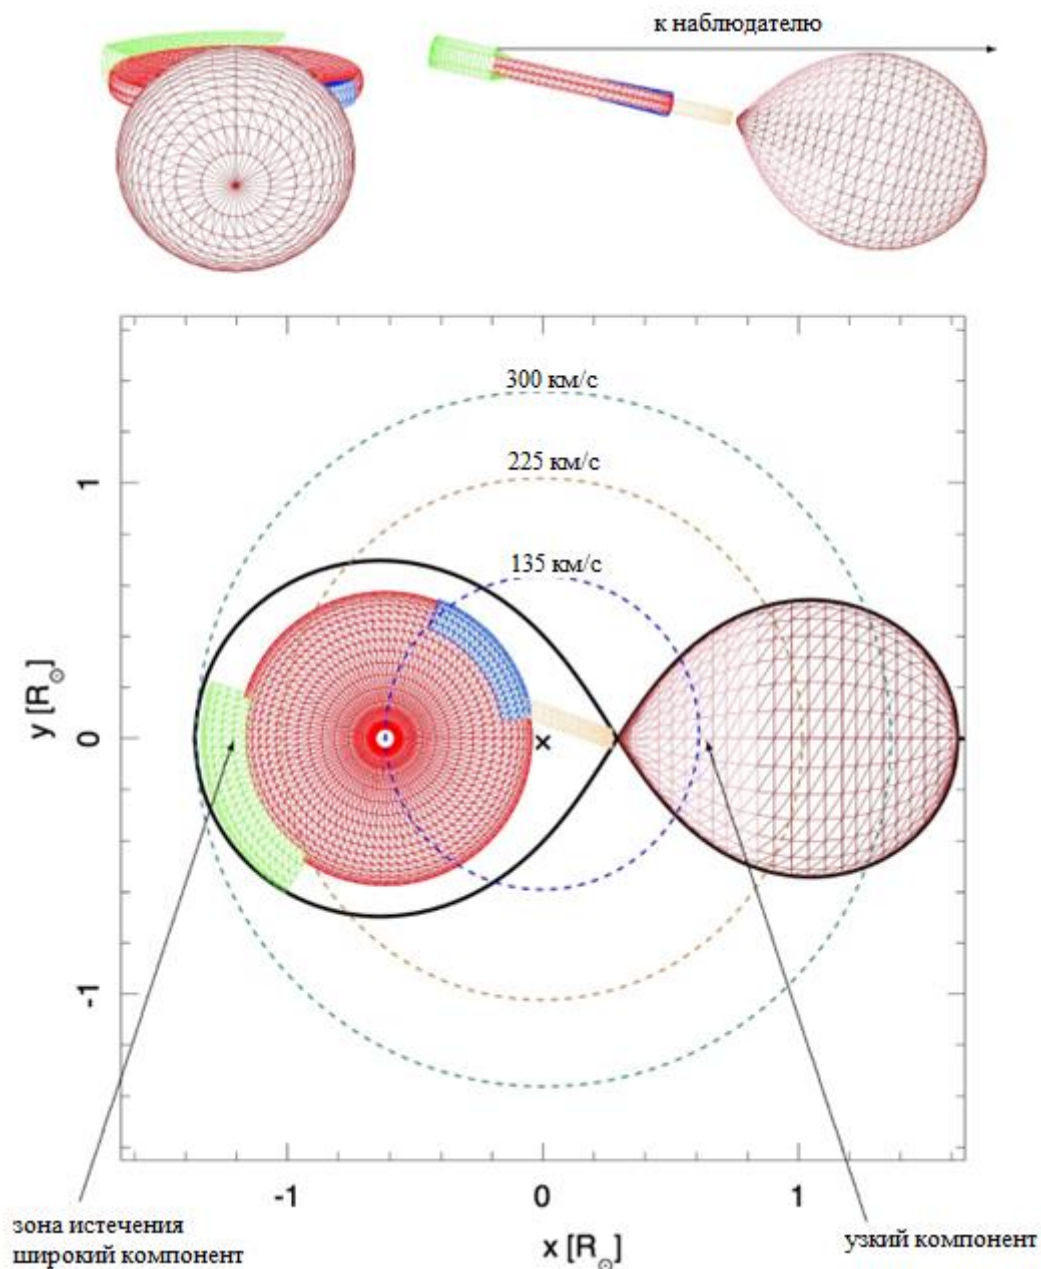 к наблюдателю
300 км/с
225 км/с
135 км/с
1
0
-1
y [R☉]
-1
0
1
x [R☉]
зона истечения
широкий компонент
узкий компонент